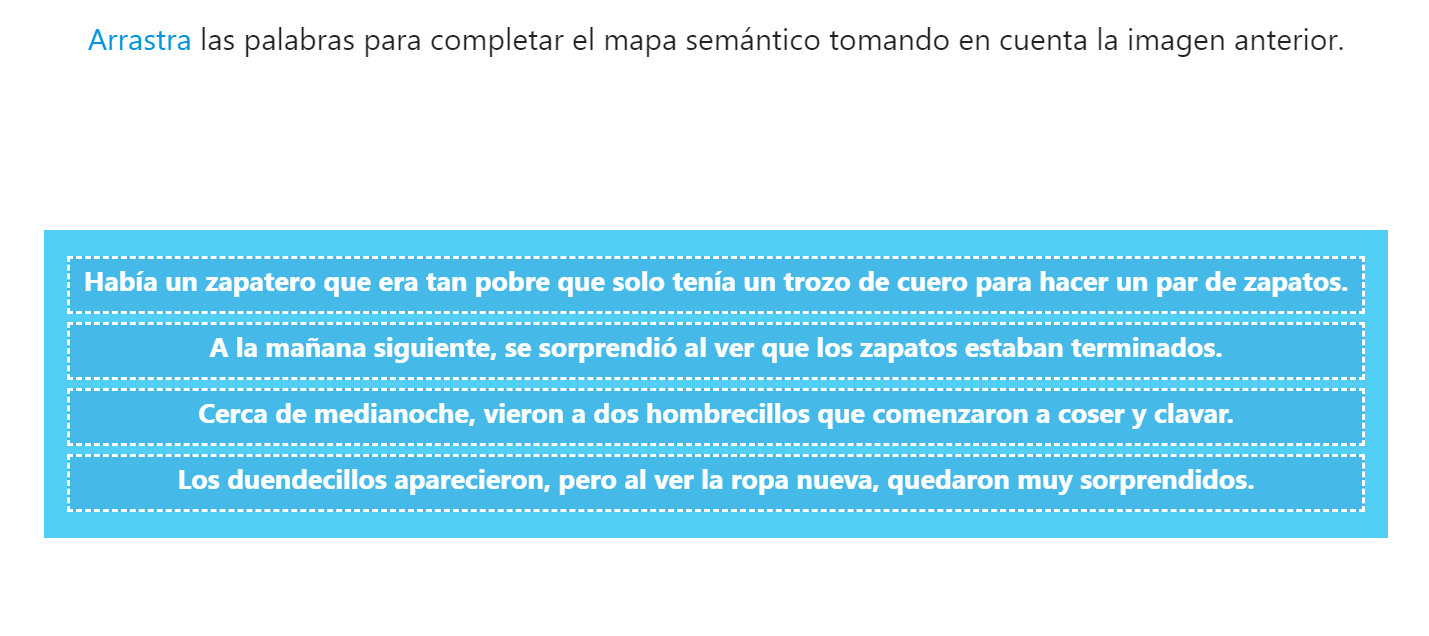 Arrastra las palabras para completar el mapa semántico tomando en cuenta la imagen anterior.
Había un zapatero que era tan pobre que solo tenía un trozo de cuero para hacer un par de zapatos.
A la mañana siguiente, se sorprendió al ver que los zapatos estaban terminados.
Cerca de medianoche, vieron a dos hombrecillos que comenzaron a coser y clavar.
Los duendecillos aparecieron, pero al ver la ropa nueva, quedaron muy sorprendidos.